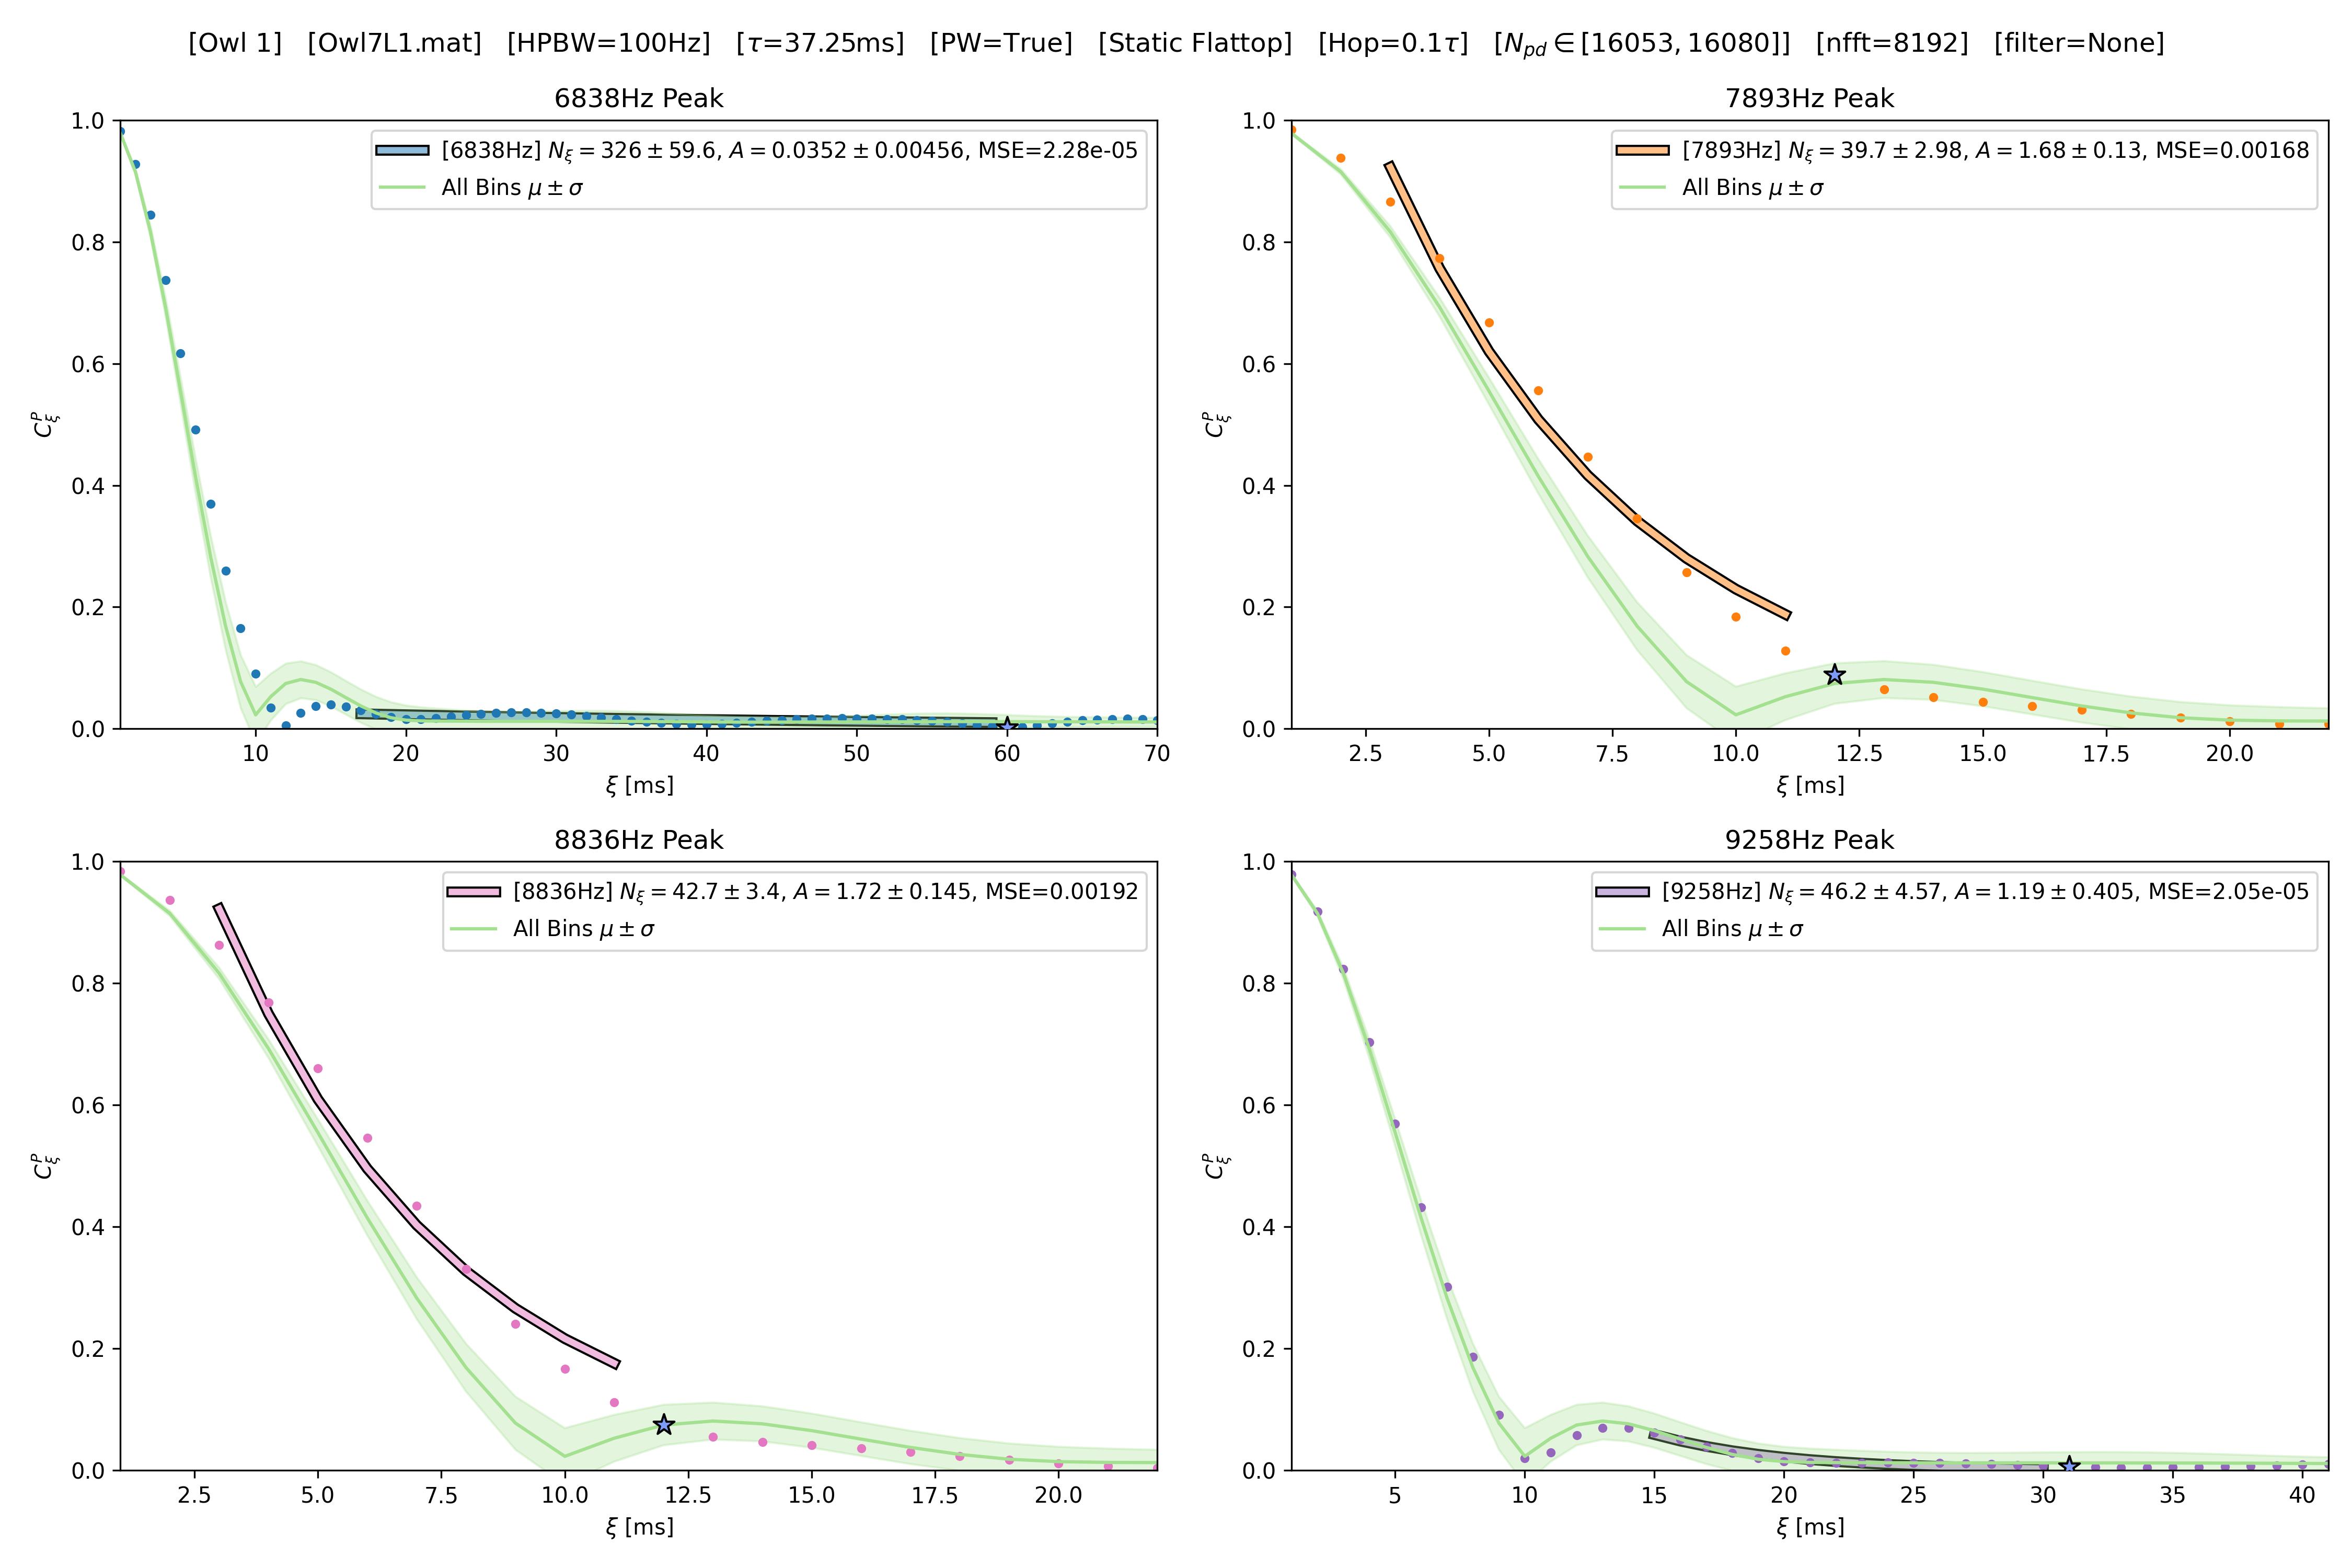 [Owl 1] [Owl7L1.mat] [HPBW=100Hz] [τ=37.25ms] [PW=True] [Static Flattop] [Hop=0.1τ] [N_{pd} ∈ [16053, 16080]] [nfft=8192] [filter=None]
6838Hz Peak
[6838Hz] N_ξ = 326 ± 59.6, A = 0.0352 ± 0.00456, MSE=2.28e-05
All Bins μ ± σ
1.0
0.8
0.6
0.4
0.2
0.0
C_ξ^P
10 20 30 40 50 60 70
ξ [ms]
7893Hz Peak
[7893Hz] N_ξ = 39.7 ± 2.98, A = 1.68 ± 0.13, MSE=0.00168
All Bins μ ± σ
1.0
0.8
0.6
0.4
0.2
0.0
C_ξ^P
2.5 5.0 7.5 10.0 12.5 15.0 17.5 20.0
ξ [ms]
8836Hz Peak
[8836Hz] N_ξ = 42.7 ± 3.4, A = 1.72 ± 0.145, MSE=0.00192
All Bins μ ± σ
1.0
0.8
0.6
0.4
0.2
0.0
C_ξ^P
2.5 5.0 7.5 10.0 12.5 15.0 17.5 20.0
ξ [ms]
9258Hz Peak
[9258Hz] N_ξ = 46.2 ± 4.57, A = 1.19 ± 0.405, MSE=2.05e-05
All Bins μ ± σ
1.0
0.8
0.6
0.4
0.2
0.0
C_ξ^P
5 10 15 20 25 30 35 40
ξ [ms]